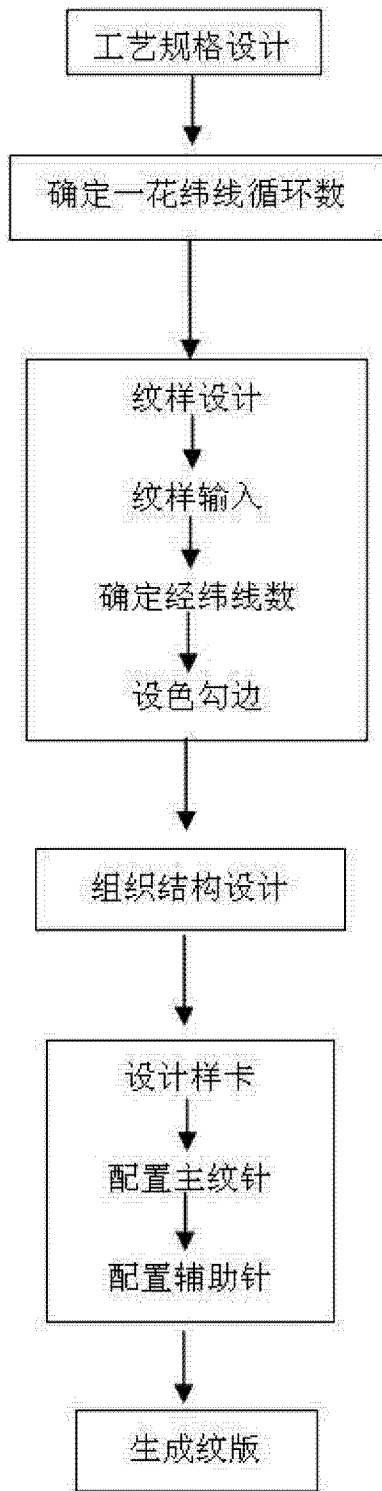 工艺规格设计
确定一花纬线循环数
纹样设计
纹样输入
确定经纬线数
设色勾边
组织结构设计
设计样卡
配置主纹针
配置辅助针
生成纹版